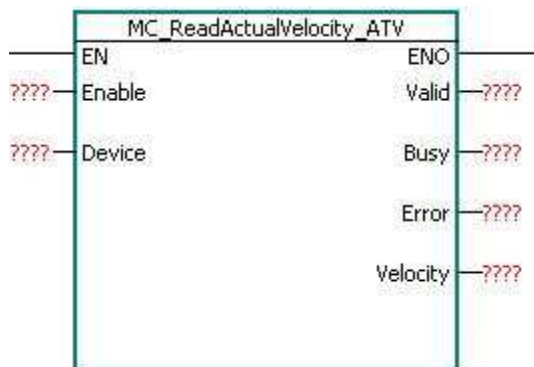 MC_ReadActualVelocity_ATV
EN ENO
???? Enable Valid ????
???? Device Busy ????
Error ????
Velocity ????